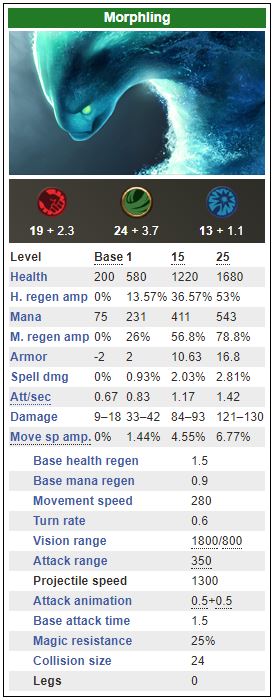 Morphling
19 + 2.3 24 + 3.7 13 + 1.1
Level Base 1 15 25
Health 200 580 1220 1680
H. regen amp 0% 13.57% 36.57% 53%
Mana 75 231 411 543
M. regen amp 0% 26% 56.8% 78.8%
Armor -2 2 10.63 16.8
Spell dmg 0% 0.93% 2.03% 2.81%
Att/sec 0.67 0.83 1.17 1.42
Damage 9–18 33–42 84–93 121–130
Move sp amp. 0% 1.44% 4.55% 6.77%
Base health regen 1.5
Base mana regen 0.9
Movement speed 280
Turn rate 0.6
Vision range 1800/800
Attack range 350
Projectile speed 1300
Attack animation 0.5+0.5
Base attack time 1.5
Magic resistance 25%
Collision size 24
Legs 0